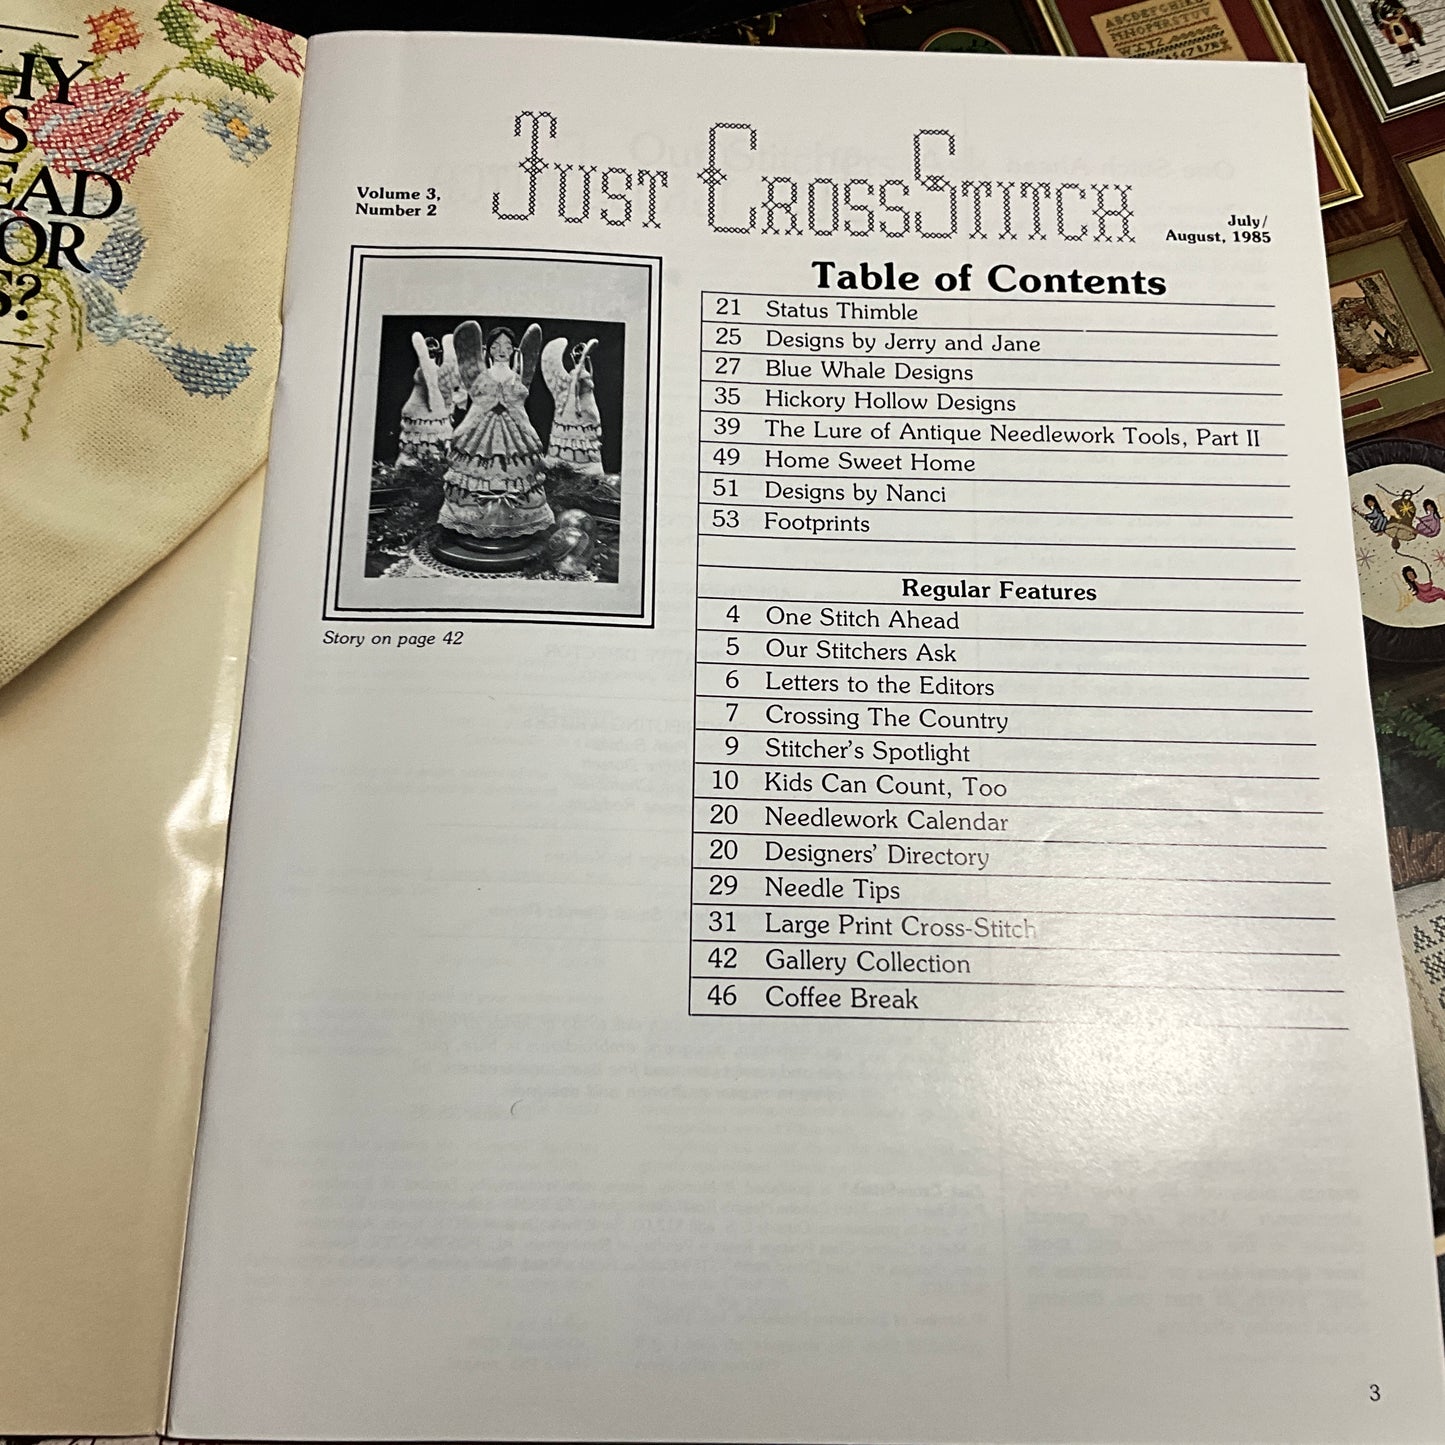 HY
S
EAD
OR
S?
Volume 3,
Number 2
Just CrossStitch
July/
August, 1985
Table of Contents
21 Status Thimble
25 Designs by Jerry and Jane
27 Blue Whale Designs
35 Hickory Hollow Designs
39 The Lure of Antique Needlework Tools, Part II
49 Home Sweet Home
51 Designs by Nanci
53 Footprints
Regular Features
4 One Stitch Ahead
5 Our Stitchers Ask
6 Letters to the Editors
7 Crossing The Country
9 Stitcher's Spotlight
10 Kids Can Count, Too
20 Needlework Calendar
20 Designers' Directory
29 Needle Tips
31 Large Print Cross-Stitch
42 Gallery Collection
46 Coffee Break
Story on page 42
3